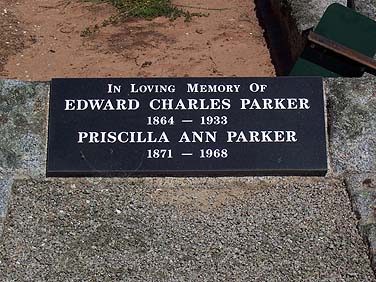 In Loving Memory Of
EDWARD CHARLES PARKER
1864 — 1933
PRISCILLA ANN PARKER
1871 — 1968